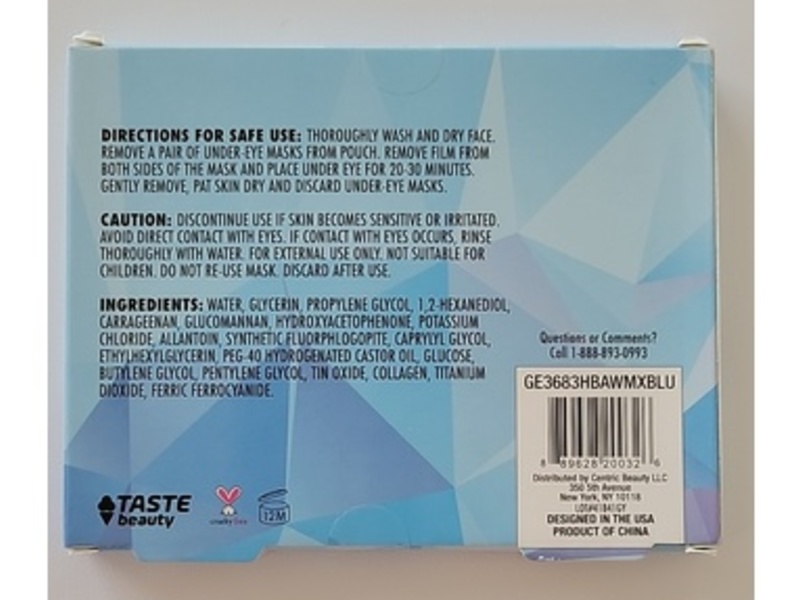 DIRECTIONS FOR SAFE USE: THOROUGHLY WASH AND DRY FACE.
REMOVE A PAIR OF UNDER-EYE MASKS FROM POUCH. REMOVE FILM FROM
BOTH SIDES OF THE MASK AND PLACE UNDER EYE FOR 20-30 MINUTES.
GENTLY REMOVE, PAT SKIN DRY AND DISCARD UNDER-EYE MASKS.
CAUTION: DISCONTINUE USE IF SKIN BECOMES SENSITIVE OR IRRITATED.
AVOID DIRECT CONTACT WITH EYES. IF CONTACT WITH EYES OCCURS, RINSE
THOROUGHLY WITH WATER. FOR EXTERNAL USE ONLY. NOT SUITABLE FOR
CHILDREN. DO NOT RE-USE MASK. DISCARD AFTER USE.
INGREDIENTS: WATER, GLYCERIN, PROPYLENE GLYCOL, 1,2-HEXANEDIOL,
CARRAGEENAN, GLUCOMANNAN, HYDROXYACETOPHENONE, POTASSIUM
CHLORIDE, ALLANTOIN, SYNTHETIC FLUORPHLOGOPITE, CAPRYLYL GLYCOL,
ETHYLHEXYLGLYCERIN, PEG-40 HYDROGENATED CASTOR OIL, GLUCOSE,
BUTYLENE GLYCOL, PENTYLENE GLYCOL, TIN OXIDE, COLLAGEN, TITANIUM
DIOXIDE, FERRIC FERROCYANIDE.
Questions or Comments?
Call 1-888-893-0993
GE3683HBAWMXBLU
8 89628 20032 6
Distributed by Centric Beauty LLC
350 5th Avenue
New York, NY 10118
LOT#41841GY
DESIGNED IN THE USA
PRODUCT OF CHINA
TASTE
beauty
cruelty free
12M